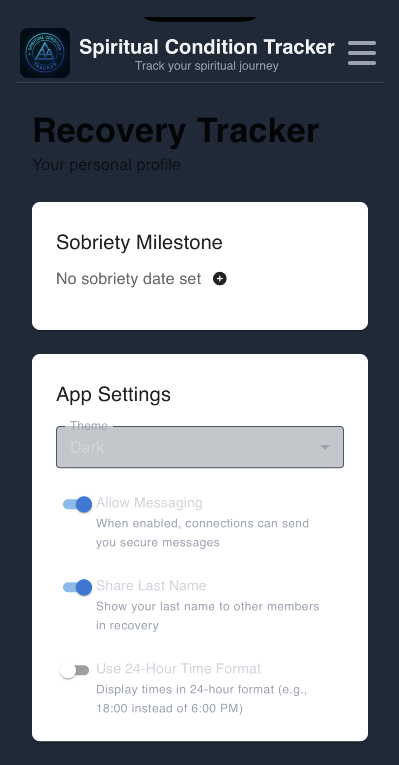 SPIRITUAL CONDITION
TRACKER
Spiritual Condition Tracker
Track your spiritual journey
Recovery Tracker
Your personal profile
Sobriety Milestone
No sobriety date set
App Settings
Theme
Dark
Allow Messaging
When enabled, connections can send
you secure messages
Share Last Name
Show your last name to other members
in recovery
Use 24-Hour Time Format
Display times in 24-hour format (e.g.,
18:00 instead of 6:00 PM)